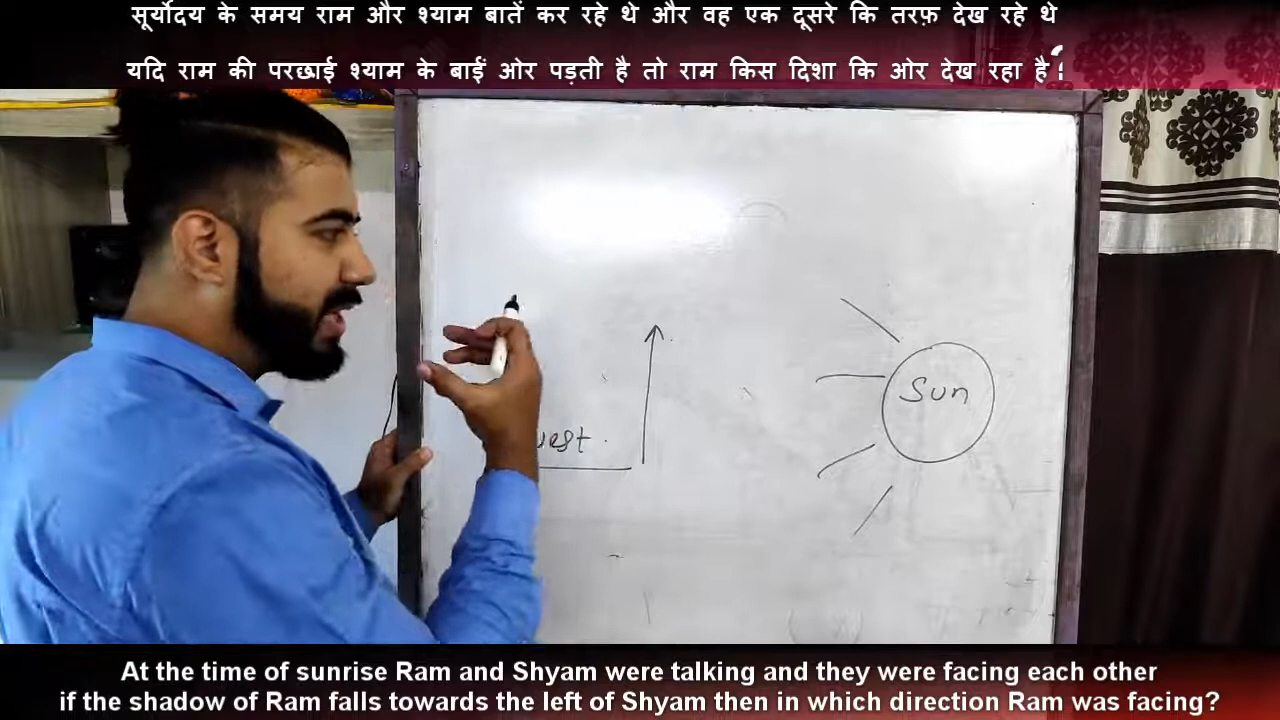 सूर्योदय के समय राम और श्याम बातें कर रहे थे और वह एक दूसरे कि तरफ़ देख रहे थे
यदि राम की परछाई श्याम के बाईं ओर पड़ती है तो राम किस दिशा कि ओर देख रहा है ?
Sun
At the time of sunrise Ram and Shyam were talking and they were facing each other
if the shadow of Ram falls towards the left of Shyam then in which direction Ram was facing?